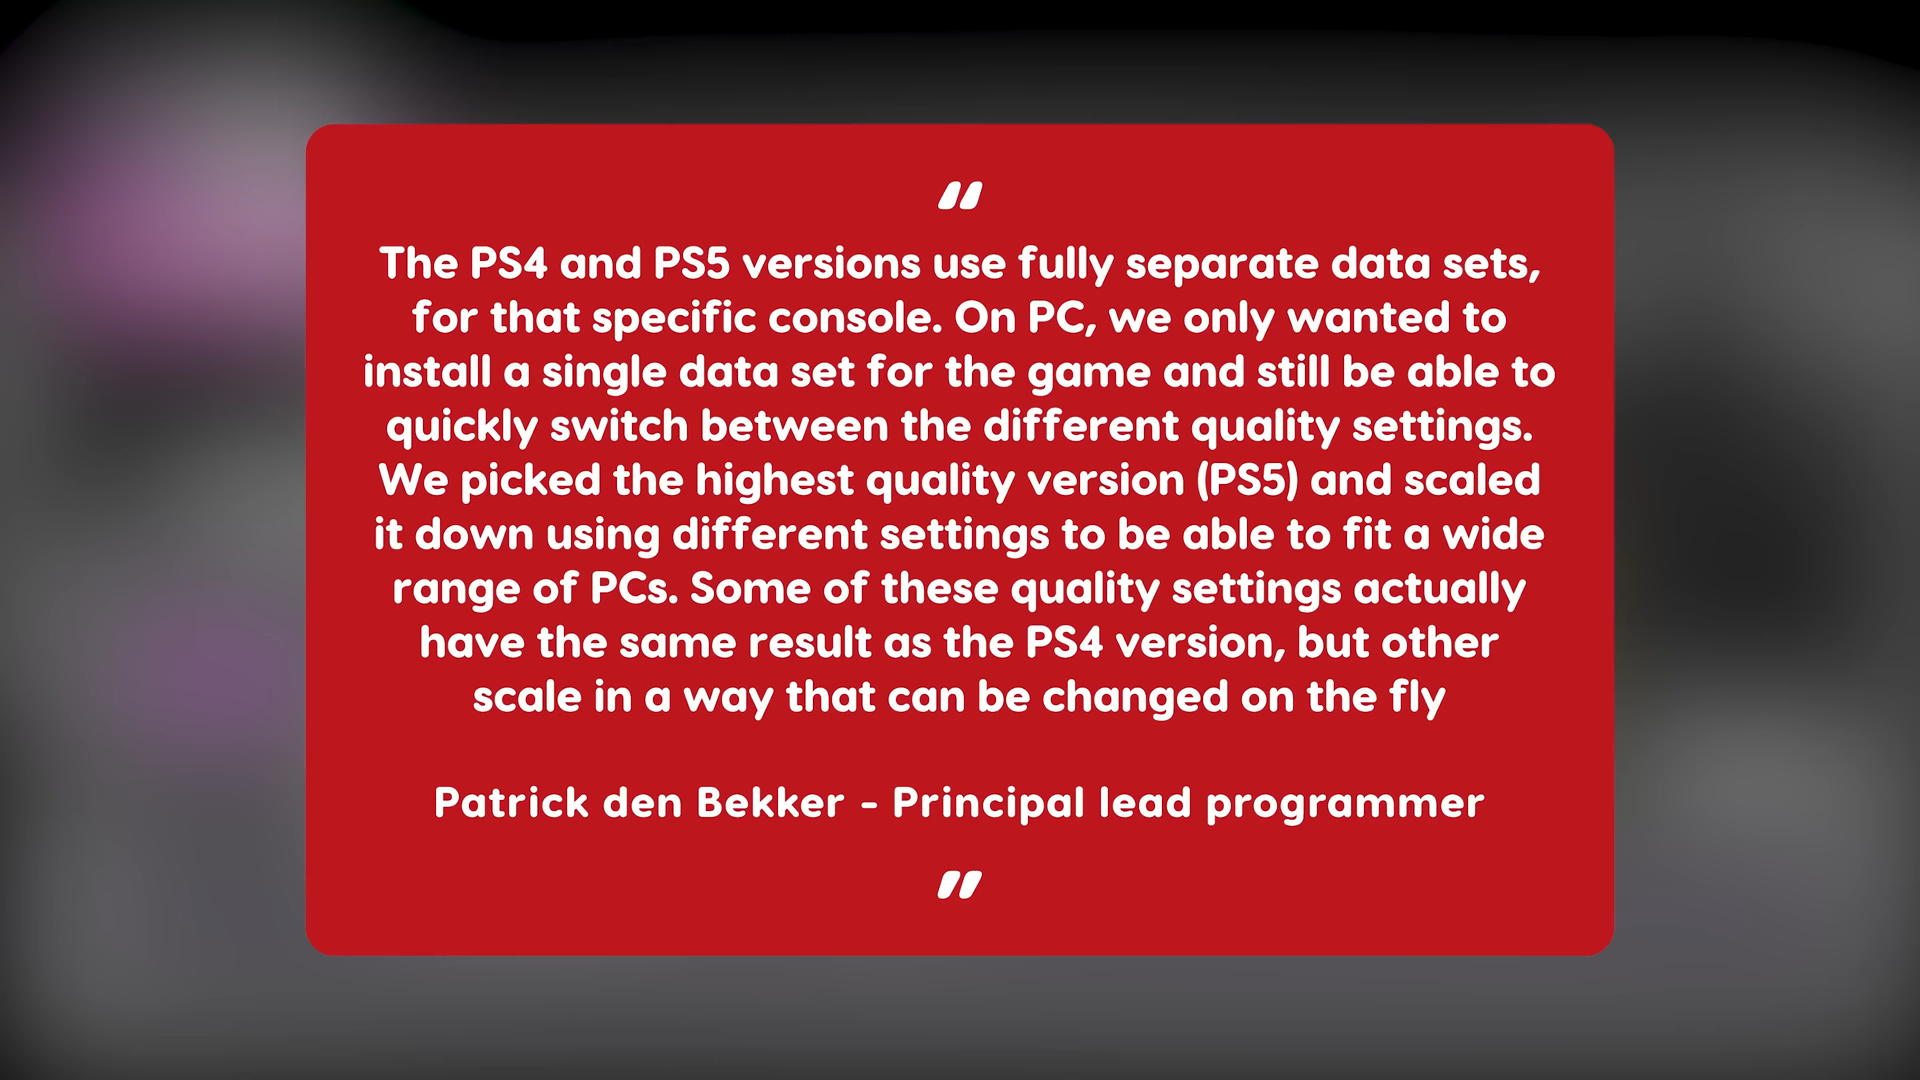 "
The PS4 and PS5 versions use fully separate data sets,
for that specific console. On PC, we only wanted to
install a single data set for the game and still be able to
quickly switch between the different quality settings.
We picked the highest quality version (PS5) and scaled
it down using different settings to be able to fit a wide
range of PCs. Some of these quality settings actually
have the same result as the PS4 version, but other
scale in a way that can be changed on the fly
Patrick den Bekker - Principal lead programmer
"